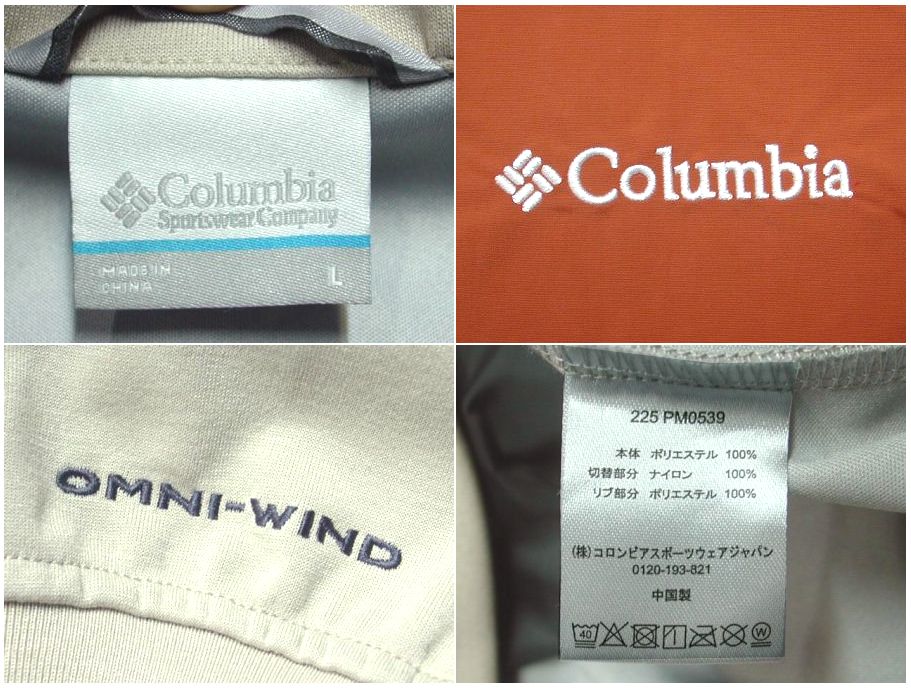 Columbia
Sportswear Company
MADE IN
CHINA
L
Columbia
OMNI-WIND
225 PM0539
本体 ポリエステル 100%
切替部分 ナイロン 100%
リブ部分 ポリエステル 100%
(株)コロンビアスポーツウェアジャパン
0120-193-821
中国製
40
W